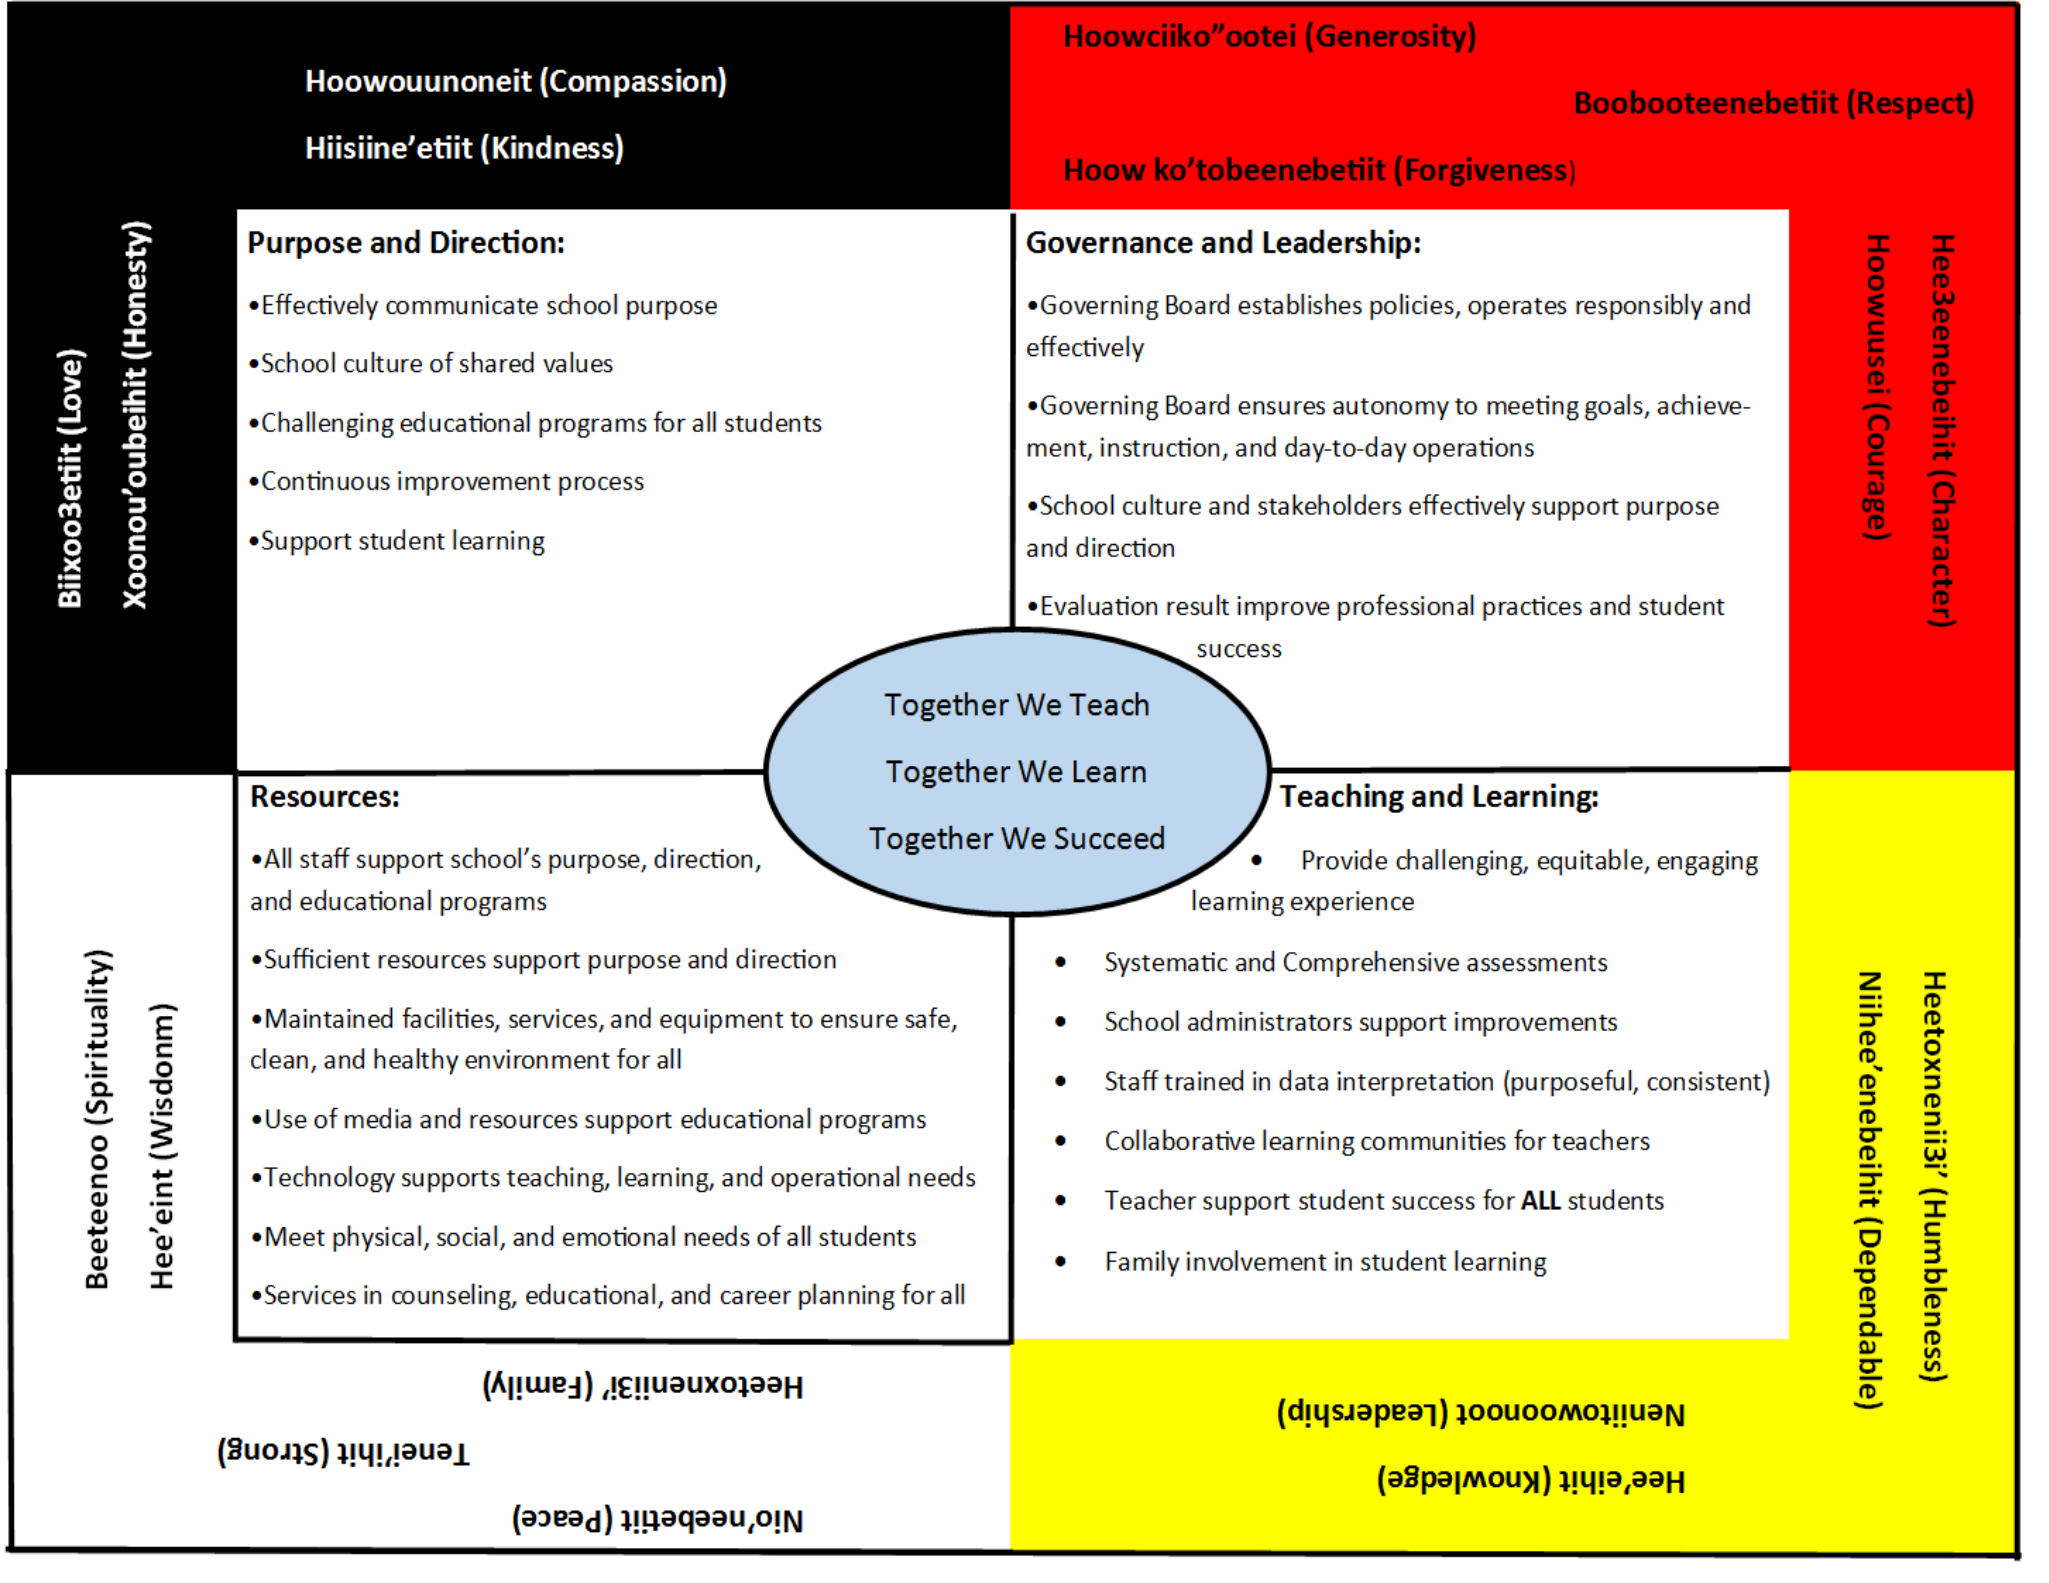 Hoowouunoneit (Compassion)
Hiisiine’etiit (Kindness)
Hoowciiko”ootei (Generosity)
Boobooteenebetiit (Respect)
Hoow ko’tobeenebetiit (Forgiveness)
Biixoo3etiit (Love)
Xoonou’oubeihit (Honesty)
Purpose and Direction:
•Effectively communicate school purpose
•School culture of shared values
•Challenging educational programs for all students
•Continuous improvement process
•Support student learning
Governance and Leadership:
•Governing Board establishes policies, operates responsibly and
effectively
•Governing Board ensures autonomy to meeting goals, achieve-
ment, instruction, and day-to-day operations
•School culture and stakeholders effectively support purpose
and direction
•Evaluation result improve professional practices and student
success
Hee3eenebeihit (Character)
Hoowuusei (Courage)
Together We Teach
Together We Learn
Together We Succeed
Beeteenoo (Spirituality)
Hee’eint (Wisdonm)
Resources:
•All staff support school’s purpose, direction,
and educational programs
•Sufficient resources support purpose and direction
•Maintained facilities, services, and equipment to ensure safe,
clean, and healthy environment for all
•Use of media and resources support educational programs
•Technology supports teaching, learning, and operational needs
•Meet physical, social, and emotional needs of all students
•Services in counseling, educational, and career planning for all
Teaching and Learning:
• Provide challenging, equitable, engaging
learning experience
• Systematic and Comprehensive assessments
• School administrators support improvements
• Staff trained in data interpretation (purposeful, consistent)
• Collaborative learning communities for teachers
• Teacher support student success for ALL students
• Family involvement in student learning
Heetoxnenii3i’ (Humbleness)
Niihee’enebeihit (Dependable)
Nio’neebetiit (Peace)
Tenei’ihit (Strong)
Heetoxnenii3i’ (Family)
Hee’eihit (Knowledge)
Neniitowoonoot (Leadership)